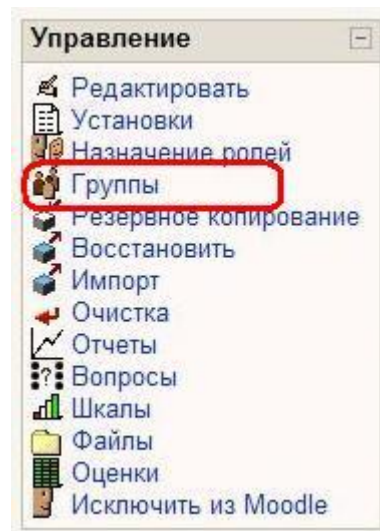 Управление
Редактировать
Установки
Назначение ролей
Группы
Резервное копирование
Восстановить
Импорт
Очистка
Отчеты
Вопросы
Шкалы
Файлы
Оценки
Исключить из Moodle